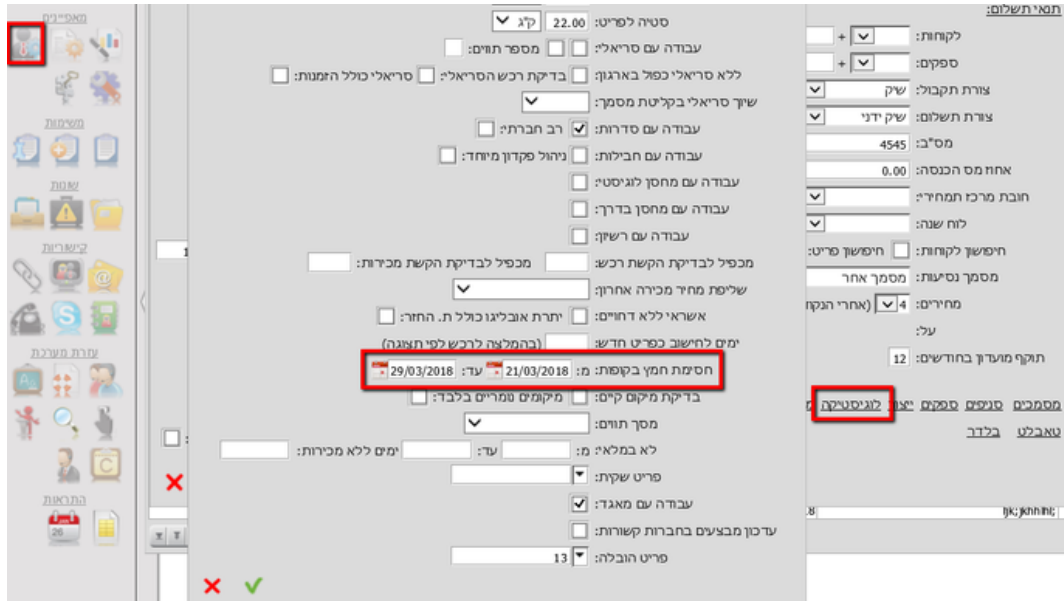 תנאי תשלום:
לקוחות: +
ספקים: +
צורת תקבול: שיק
צורת תשלום: שיק ידני
מס"ב: 4545
אחוז מס הכנסה: 0.00
חובת מרכז תמחירי:
לוח שנה:
חיפושון לקוחות: חיפושון פריט:
מסמך נסיעות: מסמך אחר
מחירים: 4 (אחרי הנקו
על:
תוקף מועדון בחודשים: 12
מסמכים סניפים ספקים ייצור לוגיסטיקה
טאבלט בלדר
סטיה לפריט: 22.00 ק"ג
עבודה עם סריאלי: מספר תווים:
ללא סריאלי כפול בארגון: בדיקת רכש הסריאלי: סריאלי כולל הזמנות:
שיוך סריאלי בקליטת מסמך:
עבודה עם סדרות: רב חברתי:
עבודה עם חבילות: ניהול פקדון מיוחד:
עבודה עם מחסן לוגיסטי:
עבודה עם מחסן בדרך:
עבודה עם רשיון:
מכפיל לבדיקת הקשת רכש: מכפיל לבדיקת הקשת מכירות:
שליפת מחיר מכירה אחרון:
אשראי ללא דחויים: יתרת אובליגו כולל ת. החזר:
ימים לחישוב כפריט חדש: (בהמלצה לרכש לפי תצוגה)
חסימת חמץ בקופות: מ: 21/03/2018 עד: 29/03/2018
בדיקת מיקום קיים: מיקומים נומריים בלבד:
מסך תווים:
לא במלאי: מ: עד: ימים ללא מכירות:
פריט שקית:
עבודה עם מאגד:
עדכון מבצעים בחברות קשורות:
פריט הובלה: 13
מאפיינים
משימות
שונות
קישוריות
עזרת מערכת
התראות
26